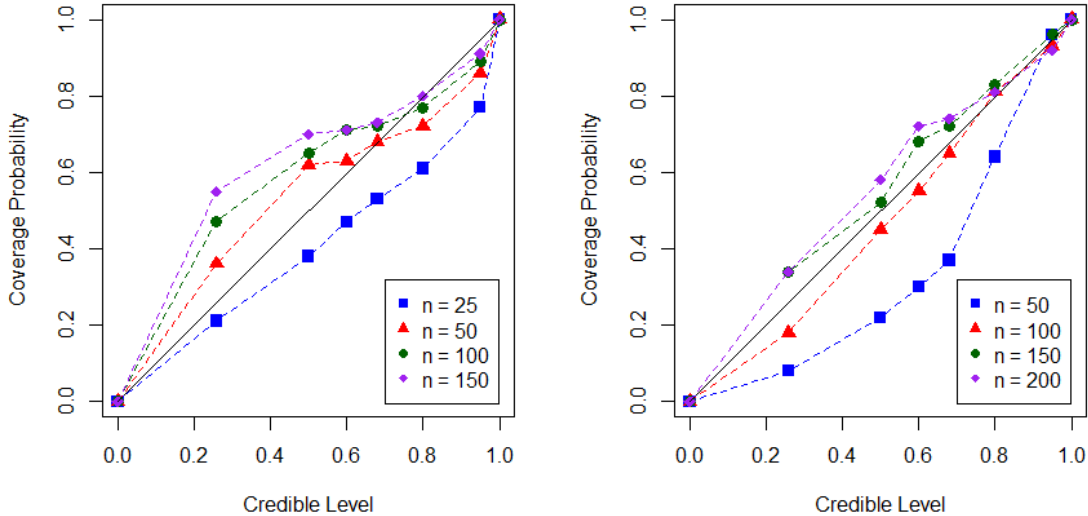 1.0
0.8
0.6
0.4
0.2
0.0
Coverage Probability
n = 25
n = 50
n = 100
n = 150
0.0 0.2 0.4 0.6 0.8 1.0
Credible Level
1.0
0.8
0.6
0.4
0.2
0.0
Coverage Probability
n = 50
n = 100
n = 150
n = 200
0.0 0.2 0.4 0.6 0.8 1.0
Credible Level